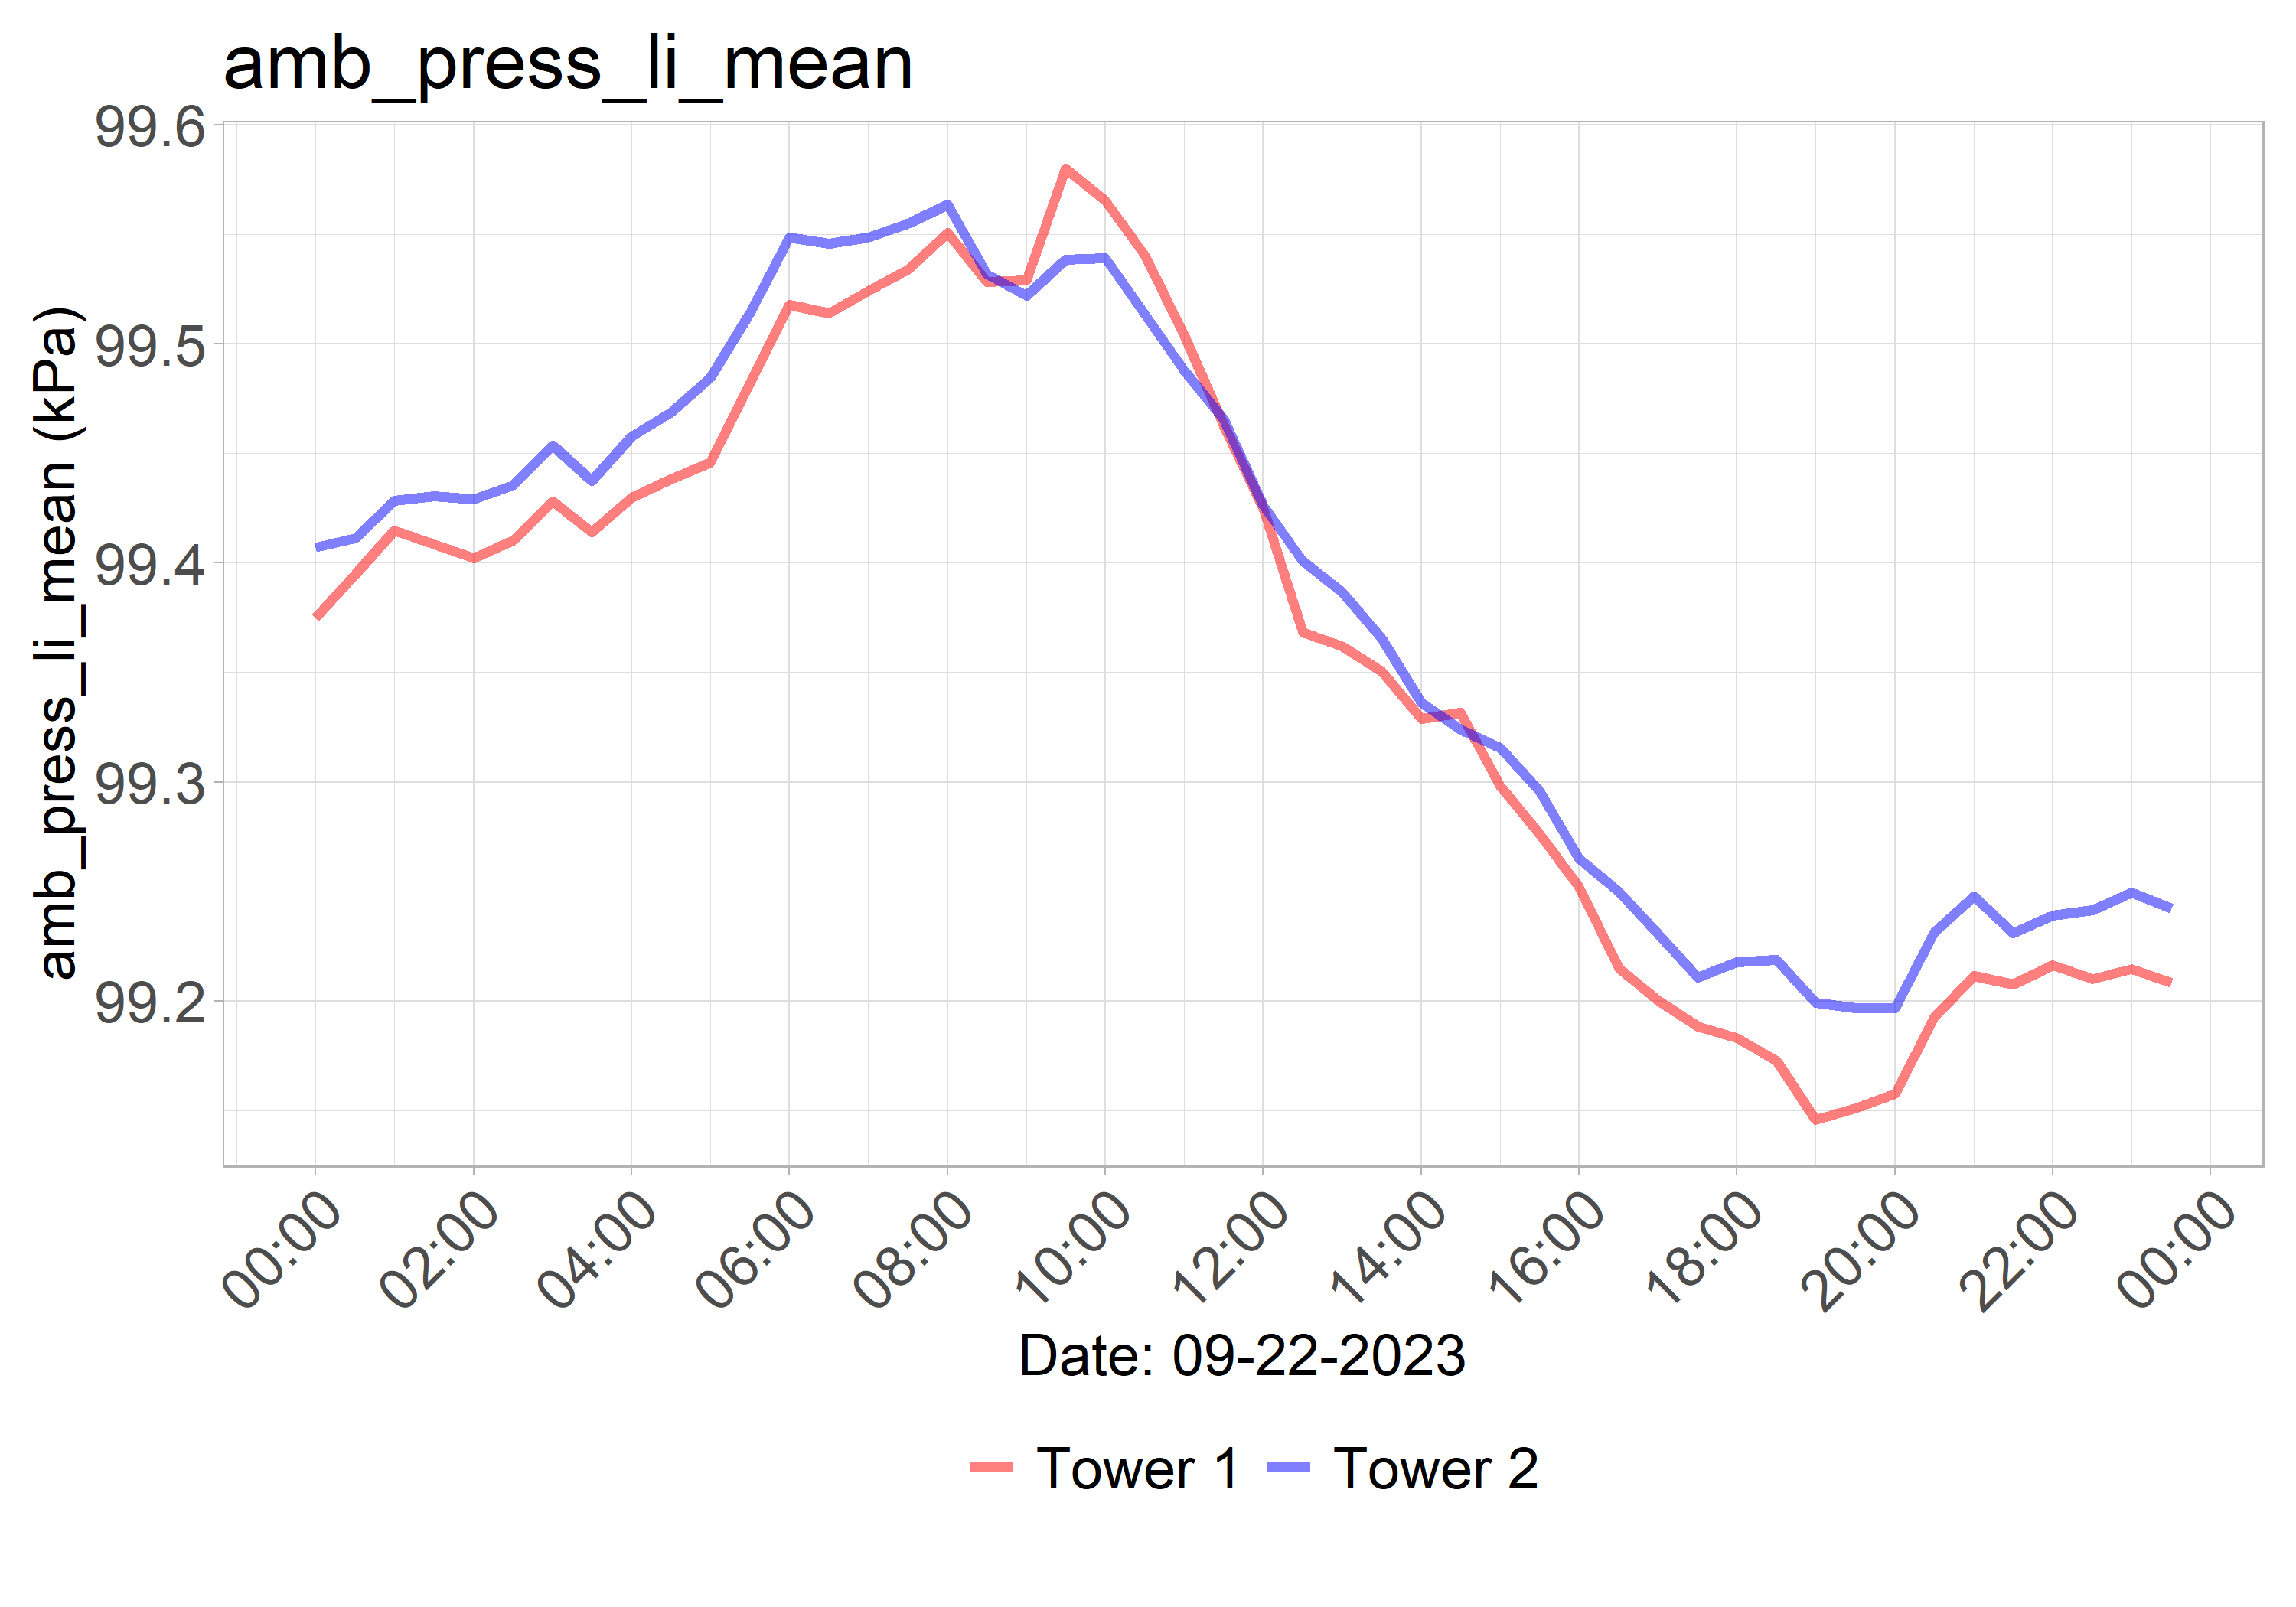 amb_press_li_mean
amb_press_li_mean (kPa)
99.6
99.5
99.4
99.3
99.2
00:00 02:00 04:00 06:00 08:00 10:00 12:00 14:00 16:00 18:00 20:00 22:00 00:00
Date: 09-22-2023
Tower 1 Tower 2